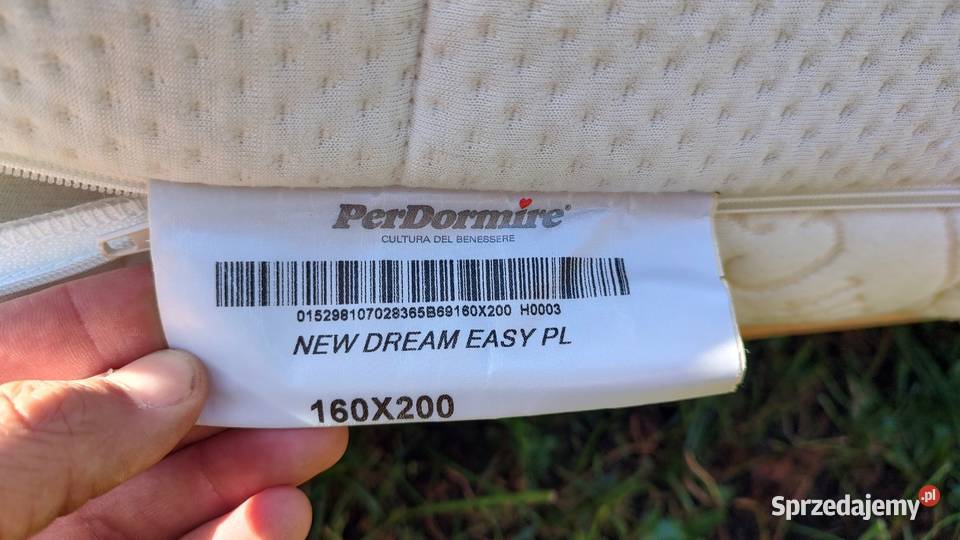 PerDormire®
CULTURA DEL BENESSERE
015298107028365B69160X200 H0003
NEW DREAM EASY PL
160X200
Sprzedajemy.pl